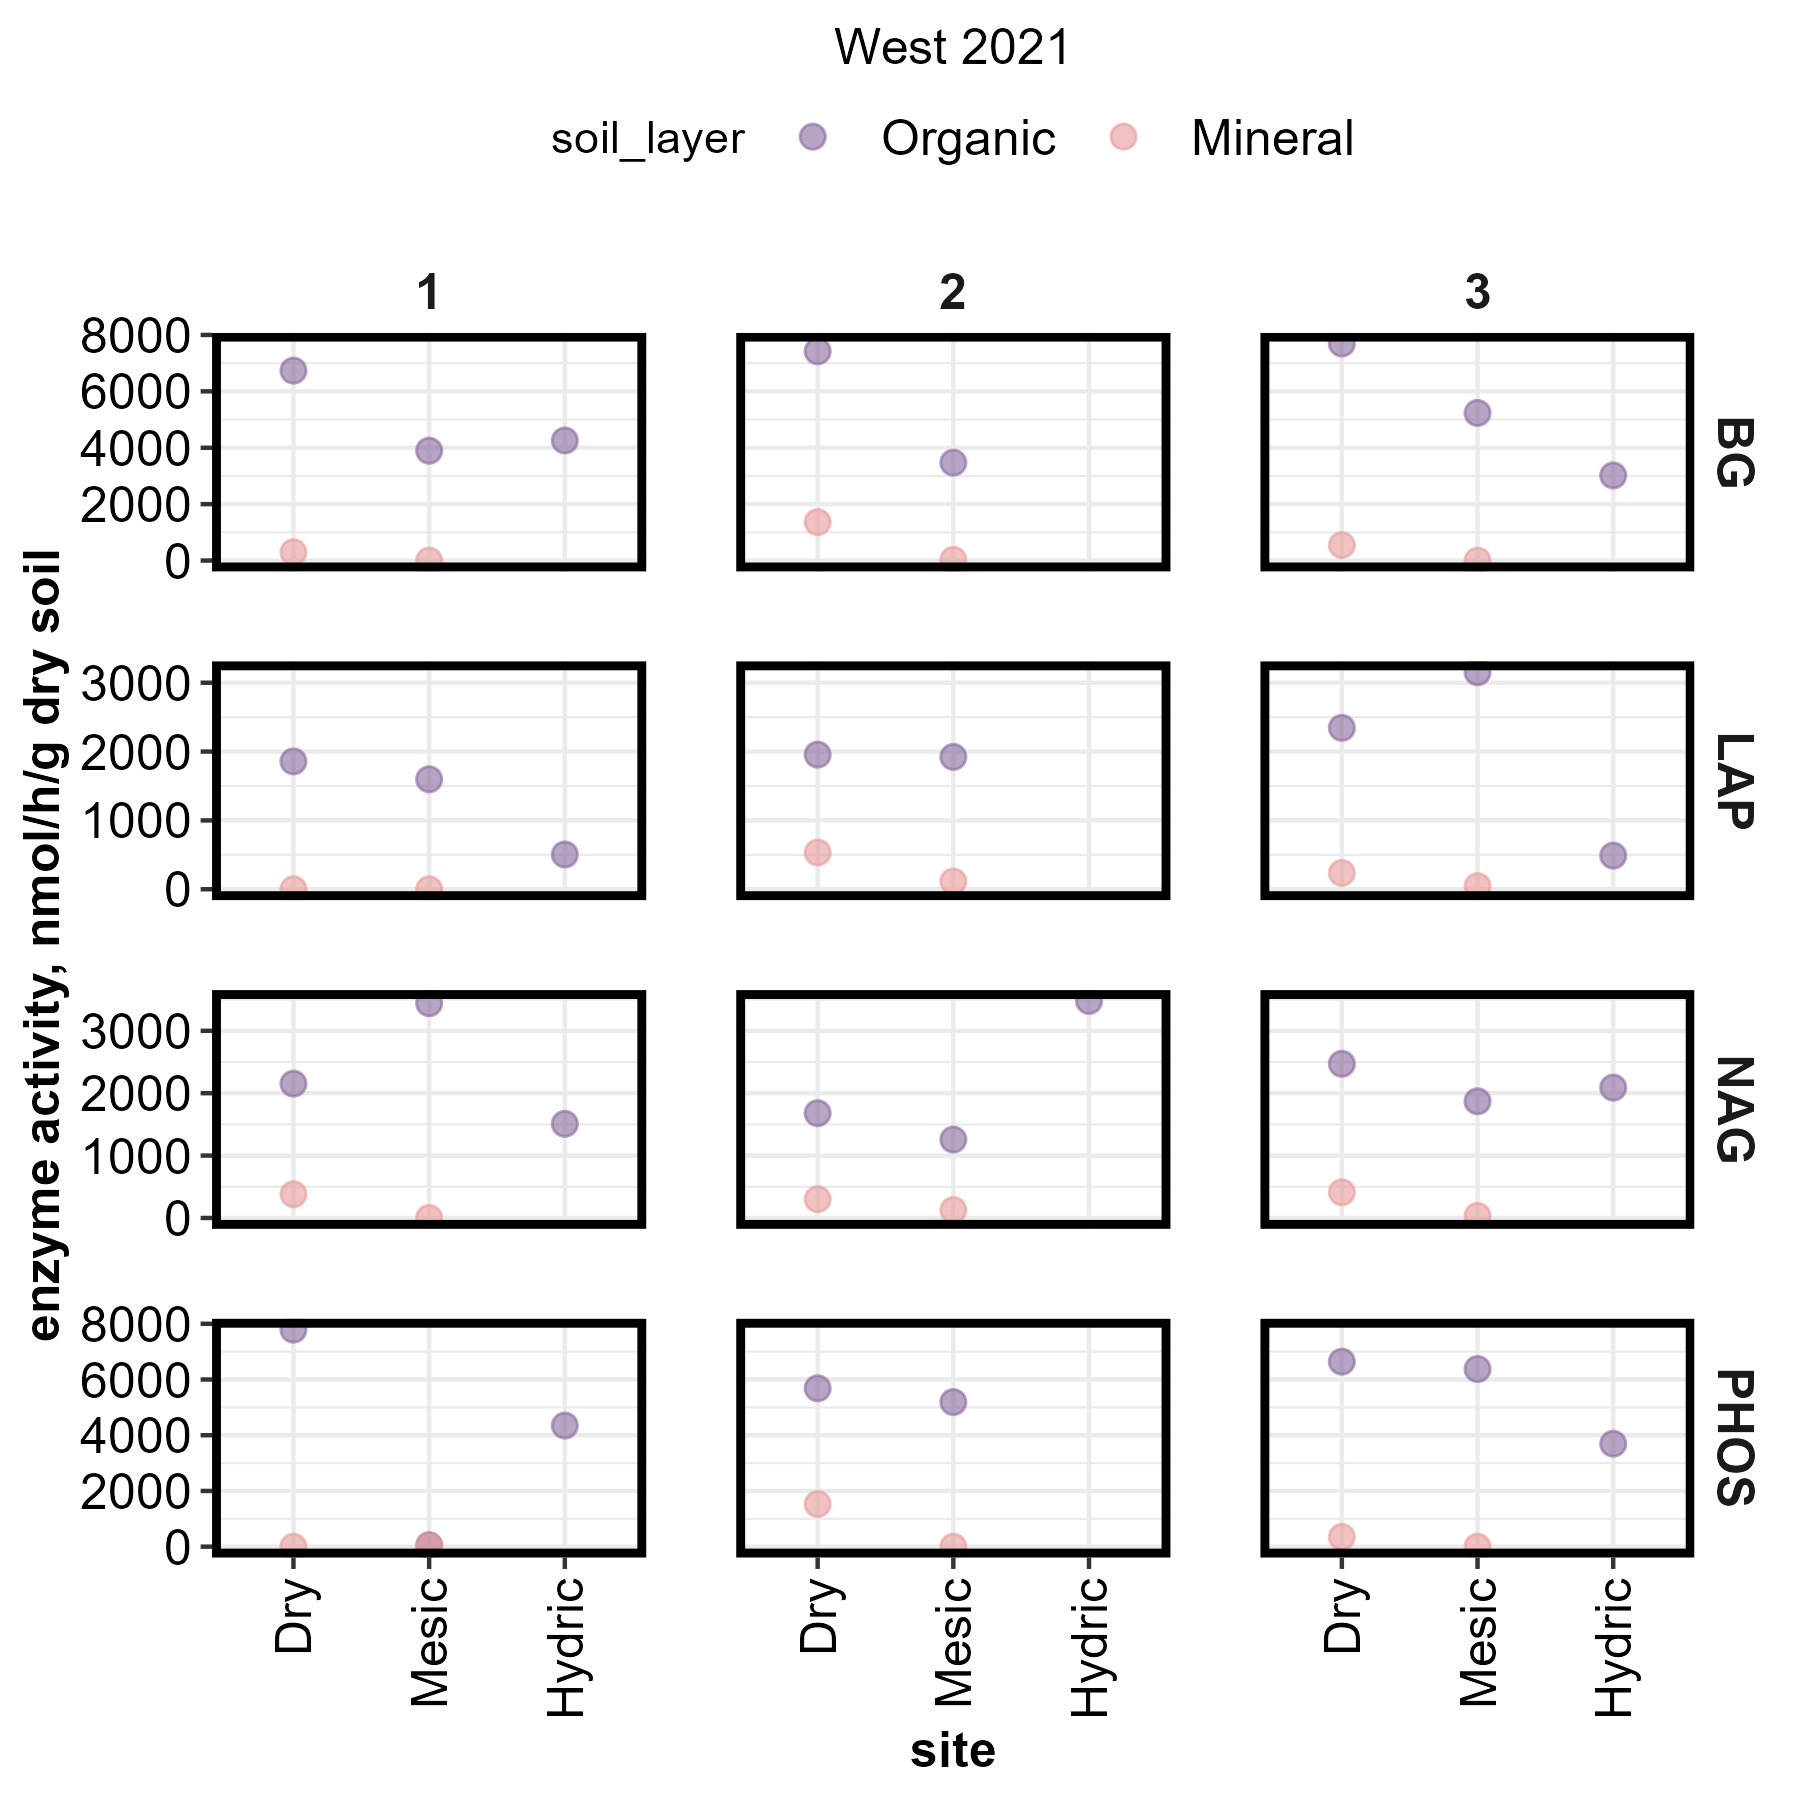 West 2021
soil_layer Organic Mineral
1 2 3
8000
6000
4000
2000
0
BG
3000
2000
1000
0
LAP
3000
2000
1000
0
NAG
8000
6000
4000
2000
0
PHOS
enzyme activity, nmol/h/g dry soil
Dry Mesic Hydric Dry Mesic Hydric Dry Mesic Hydric
site